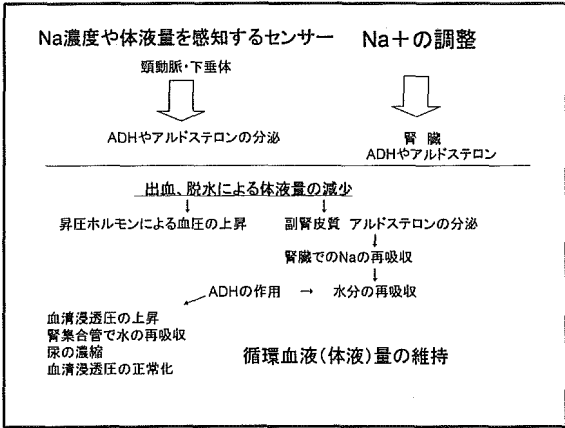 Na濃度や体液量を感知するセンサー
頸動脈・下垂体
ADHやアルドステロンの分泌
Na＋の調整
腎 臓
ADHやアルドステロン
出血、脱水による体液量の減少
昇圧ホルモンによる血圧の上昇
副腎皮質 アルドステロンの分泌
腎臓でのNaの再吸収
ADHの作用 → 水分の再吸収
血清浸透圧の上昇
腎集合管で水の再吸収
尿の濃縮
血清浸透圧の正常化
循環血液（体液）量の維持